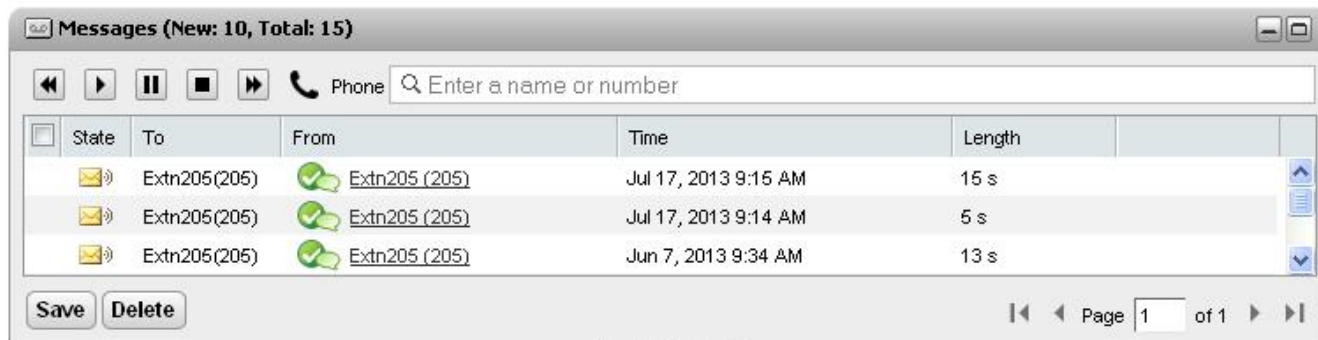 Messages (New: 10, Total: 15)
Phone Enter a name or number
State To From Time Length
Extn205(205) Extn205 (205) Jul 17, 2013 9:15 AM 15 s
Extn205(205) Extn205 (205) Jul 17, 2013 9:14 AM 5 s
Extn205(205) Extn205 (205) Jun 7, 2013 9:34 AM 13 s
Save Delete Page 1 of 1